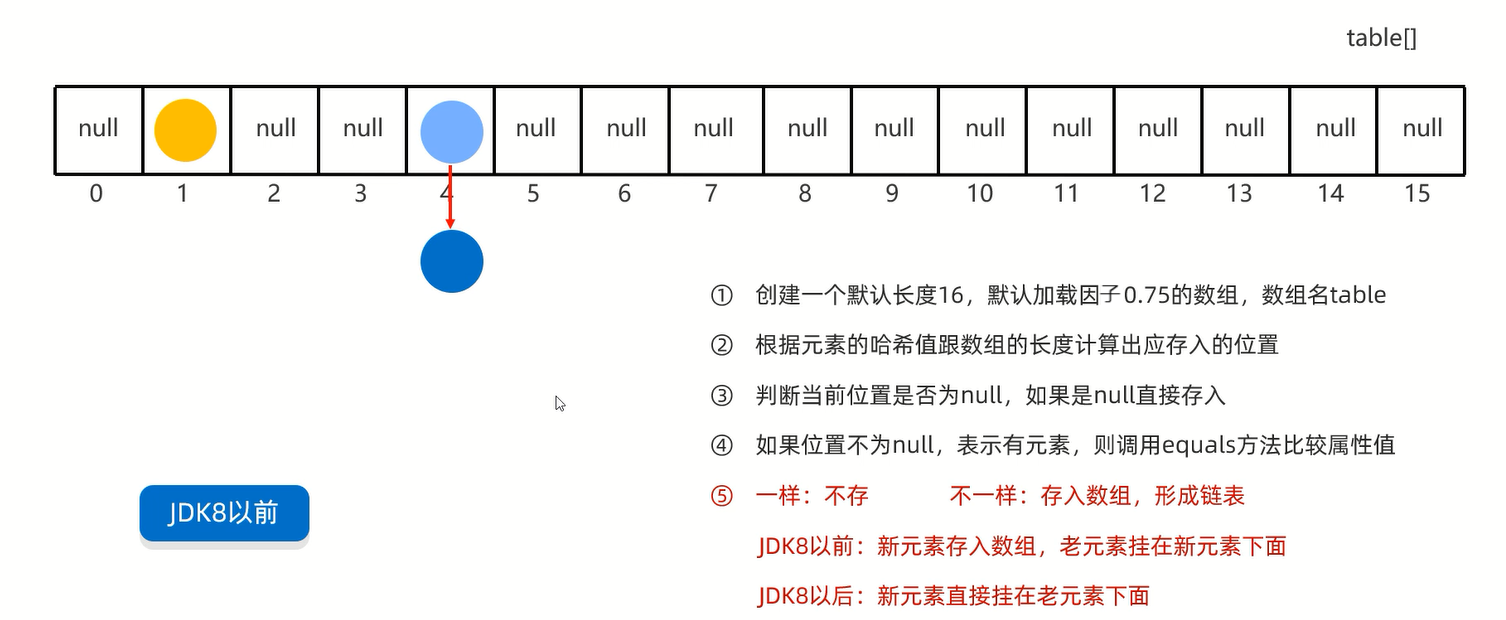 table[]
null null null null null null null null null null null null null null
0 1 2 3 4 5 6 7 8 9 10 11 12 13 14 15
① 创建一个默认长度16，默认加载因子0.75的数组，数组名table
② 根据元素的哈希值跟数组的长度计算出应存入的位置
③ 判断当前位置是否为null，如果是null直接存入
④ 如果位置不为null，表示有元素，则调用equals方法比较属性值
⑤ 一样：不存 不一样：存入数组，形成链表
JDK8以前
JDK8以前：新元素存入数组，老元素挂在新元素下面
JDK8以后：新元素直接挂在老元素下面